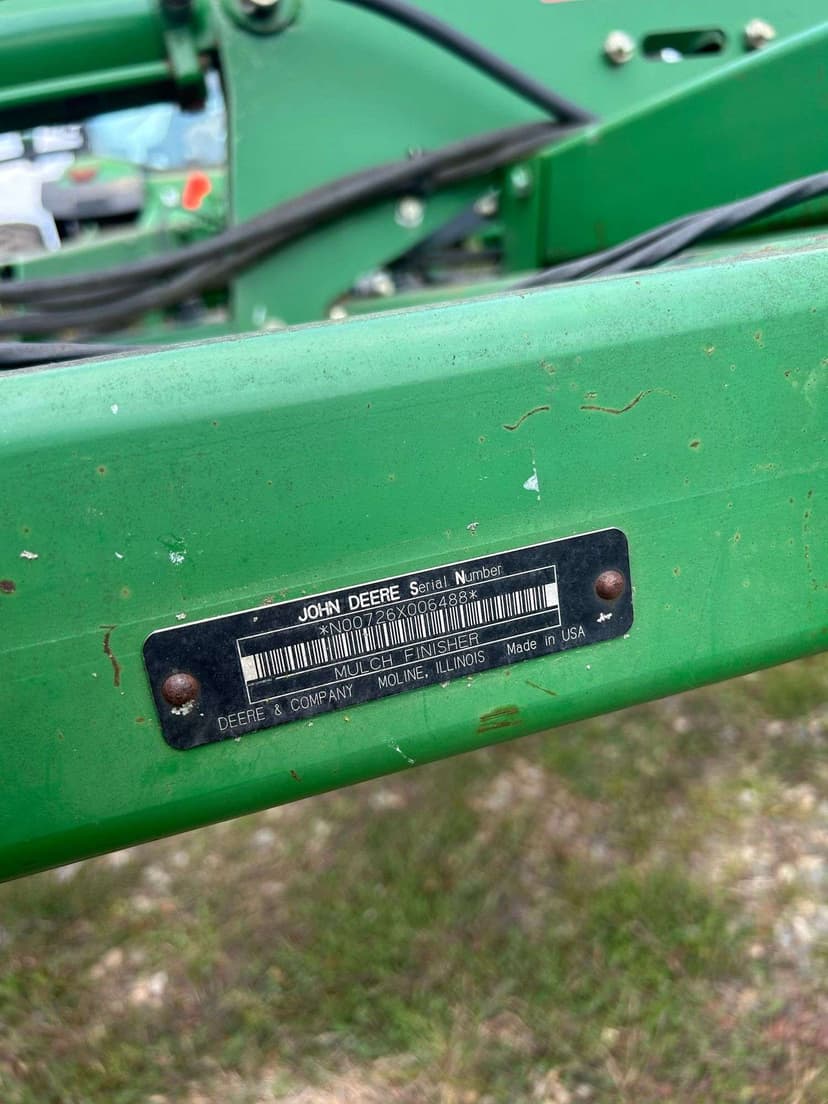 JOHN DEERE Serial Number
*N00726X006488*
MULCH FINISHER
DEERE & COMPANY MOLINE, ILLINOIS Made in USA